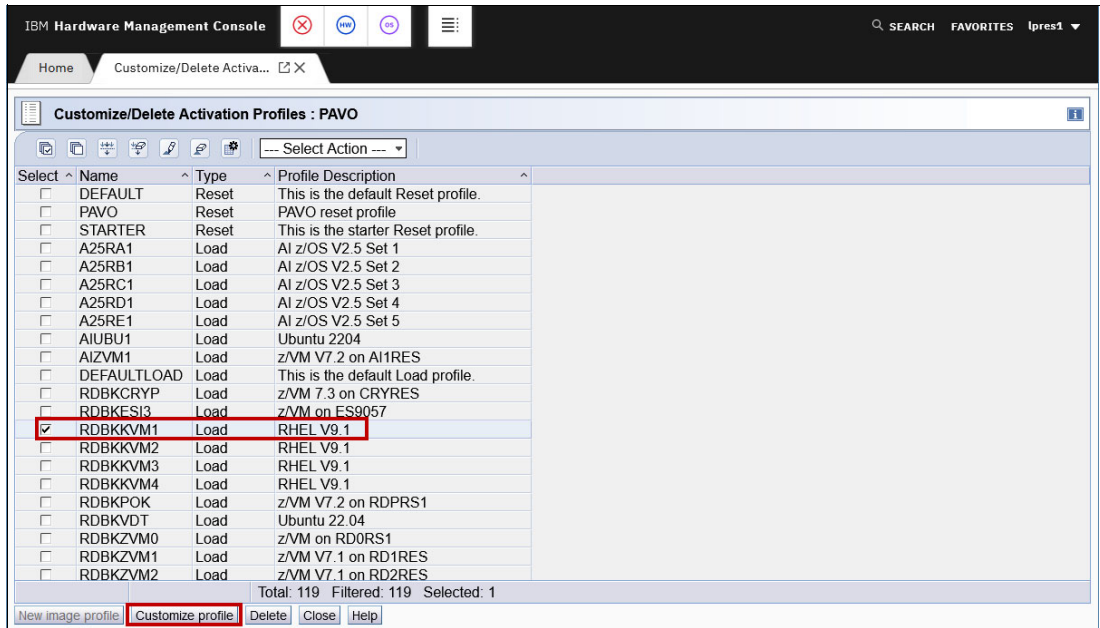 IBM Hardware Management Console HW OS SEARCH FAVORITES lpres1
Home Customize/Delete Activa...
Customize/Delete Activation Profiles : PAVO
--- Select Action ---
Select Name Type Profile Description
DEFAULT Reset This is the default Reset profile.
PAVO Reset PAVO reset profile
STARTER Reset This is the starter Reset profile.
A25RA1 Load AI z/OS V2.5 Set 1
A25RB1 Load AI z/OS V2.5 Set 2
A25RC1 Load AI z/OS V2.5 Set 3
A25RD1 Load AI z/OS V2.5 Set 4
A25RE1 Load AI z/OS V2.5 Set 5
AIUBU1 Load Ubuntu 2204
AIZVM1 Load z/VM V7.2 on AI1RES
DEFAULTLOAD Load This is the default Load profile.
RDBKCRYP Load z/VM 7.3 on CRYRES
RDBKESI3 Load z/VM on ES9057
RDBKKVM1 Load RHEL V9.1
RDBKKVM2 Load RHEL V9.1
RDBKKVM3 Load RHEL V9.1
RDBKKVM4 Load RHEL V9.1
RDBKPOK Load z/VM V7.2 on RDPRS1
RDBKVDT Load Ubuntu 22.04
RDBKZVM0 Load z/VM on RD0RS1
RDBKZVM1 Load z/VM V7.1 on RD1RES
RDBKZVM2 Load z/VM V7.1 on RD2RES
Total: 119 Filtered: 119 Selected: 1
New image profile Customize profile Delete Close Help